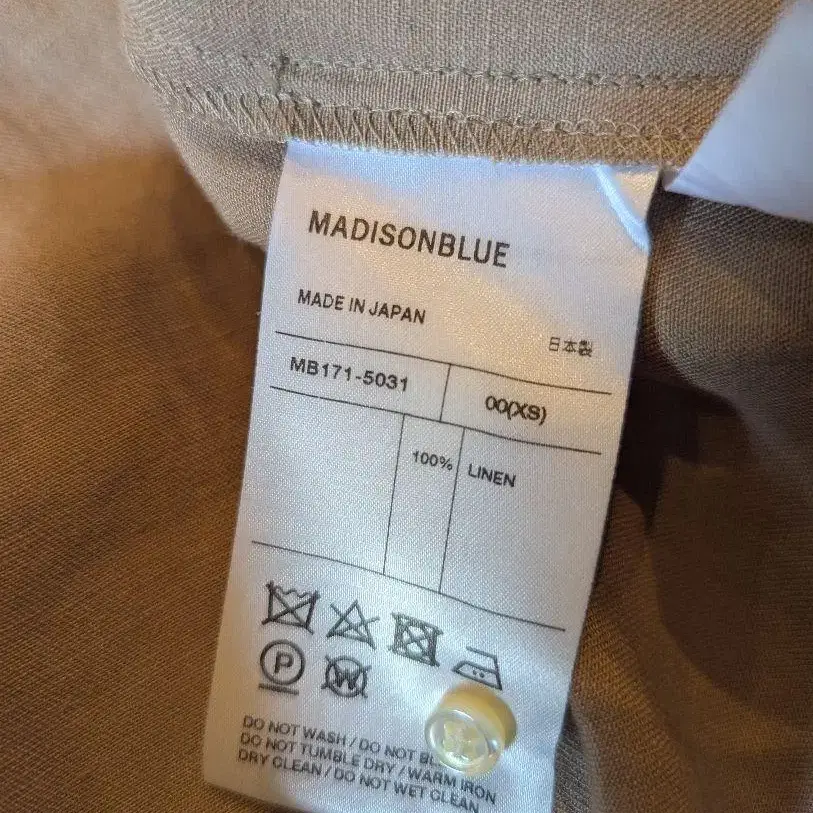 MADISONBLUE
MADE IN JAPAN
日本製
MB171-5031
00(XS)
100% LINEN
P
W
DO NOT WASH / DO NOT
DO NOT TUMBLE DRY / WARM IRON
DRY CLEAN / DO NOT WET CLEAN